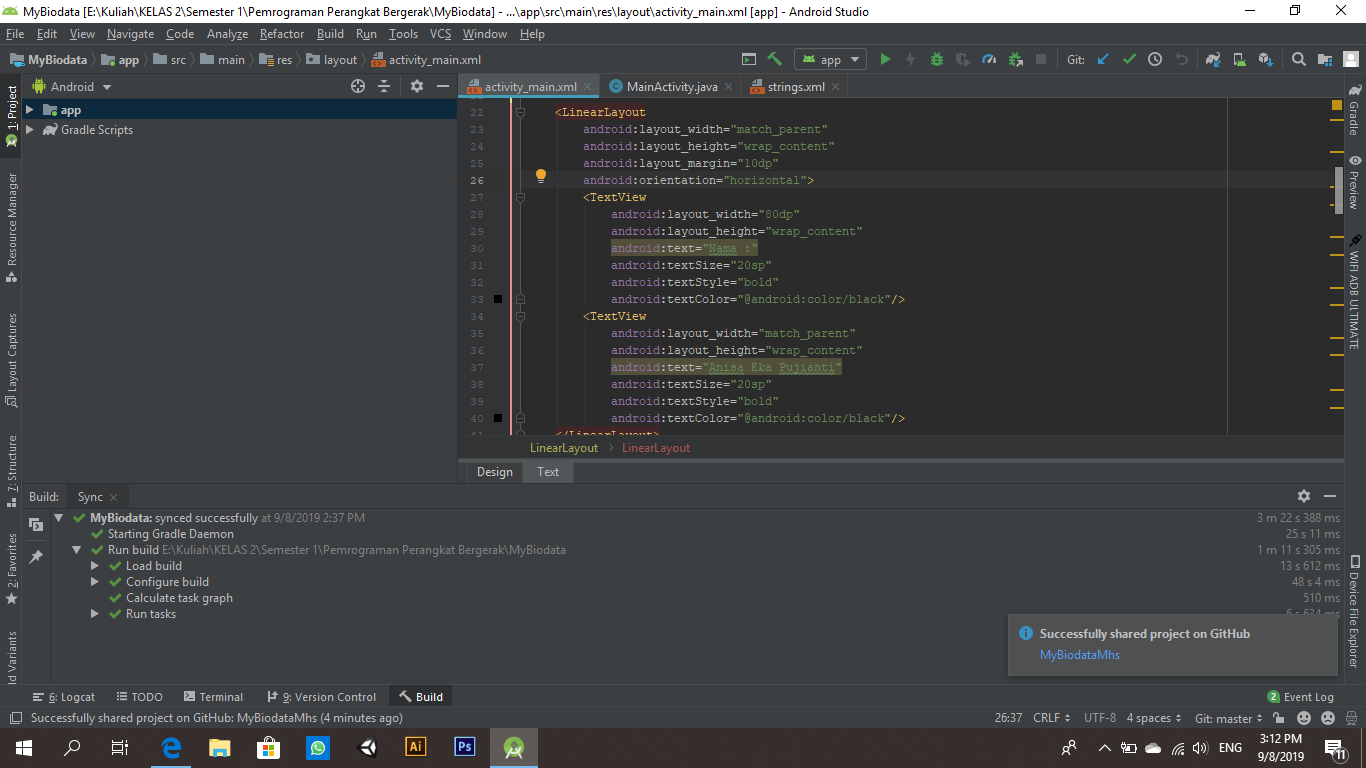 MyBiodata [E:\Kuliah\KELAS 2\Semester 1\Pemrograman Perangkat Bergerak\MyBiodata] - ...\app\src\main\res\layout\activity_main.xml [app] - Android Studio
File Edit View Navigate Code Analyze Refactor Build Run Tools VCS Window Help
MyBiodata app src main res layout activity_main.xml app Git:
Android
activity_main.xml MainActivity.java strings.xml
1: Project
Resource Manager
Layout Captures
7: Structure
2: Favorites
app
Gradle Scripts
22 <LinearLayout
23 android:layout_width="match_parent"
24 android:layout_height="wrap_content"
25 android:layout_margin="10dp"
26 android:orientation="horizontal">
27 <TextView
28 android:layout_width="80dp"
29 android:layout_height="wrap_content"
30 android:text="Nama :"
31 android:textSize="20sp"
32 android:textStyle="bold"
33 android:textColor="@android:color/black"/>
34 <TextView
35 android:layout_width="match_parent"
36 android:layout_height="wrap_content"
37 android:text="Anisa Eka Pujianti"
38 android:textSize="20sp"
39 android:textStyle="bold"
40 android:textColor="@android:color/black"/>
</LinearLayout>
LinearLayout › LinearLayout
Design Text
Gradle
Preview
WIFI ADB ULTIMATE
Device File Explorer
Build: Sync
MyBiodata: synced successfully at 9/8/2019 2:37 PM 3 m 22 s 388 ms
Starting Gradle Daemon 25 s 11 ms
Run build E:\Kuliah\KELAS 2\Semester 1\Pemrograman Perangkat Bergerak\MyBiodata 1 m 11 s 305 ms
Load build 13 s 612 ms
Configure build 48 s 4 ms
Calculate task graph 510 ms
Run tasks
Successfully shared project on GitHub
MyBiodataMhs
6: Logcat TODO Terminal 9: Version Control Build 2 Event Log
Successfully shared project on GitHub: MyBiodataMhs (4 minutes ago) 26:37 CRLF UTF-8 4 spaces Git: master
Ai Ps ENG 3:12 PM
9/8/2019 11